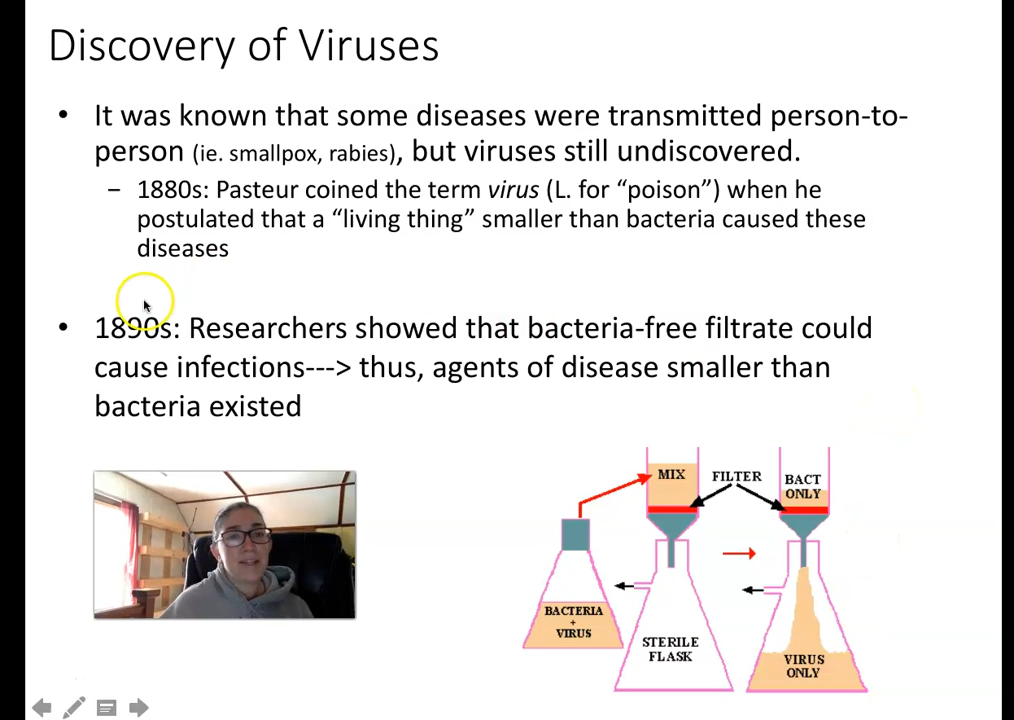 Discovery of Viruses
• It was known that some diseases were transmitted person-to-
person (ie. smallpox, rabies), but viruses still undiscovered.
– 1880s: Pasteur coined the term virus (L. for “poison”) when he
postulated that a “living thing” smaller than bacteria caused these
diseases
• 1890s: Researchers showed that bacteria-free filtrate could
cause infections---> thus, agents of disease smaller than
bacteria existed
MIX
FILTER
BACT
ONLY
BACTERIA
+
VIRUS
STERILE
FLASK
VIRUS
ONLY